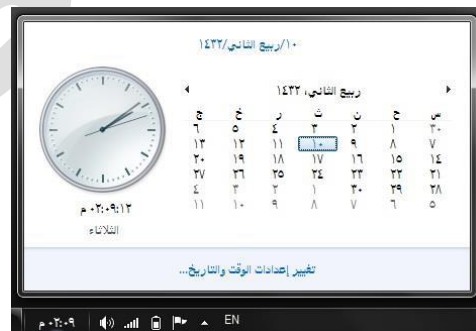 ١٠/ربيع الثاني/١٤٣٢
ربيع الثاني، ١٤٣٢
س ح ن ث ر خ ج
٣٠ ١ ٢ ٣ ٤ ٥ ٦
٧ ٨ ٩ ١٠ ١١ ١٢ ١٣
١٤ ١٥ ١٦ ١٧ ١٨ ١٩ ٢٠
٢١ ٢٢ ٢٣ ٢٤ ٢٥ ٢٦ ٢٧
٢٨ ٢٩ ٣٠ ١ ٢ ٣ ٤
٥ ٦ ٧ ٨ ٩ ١٠ ١١
٠٢:٠٩:١٢ م
الثلاثاء
تغيير إعدادات الوقت والتاريخ...
EN
٠٢:٠٩ م